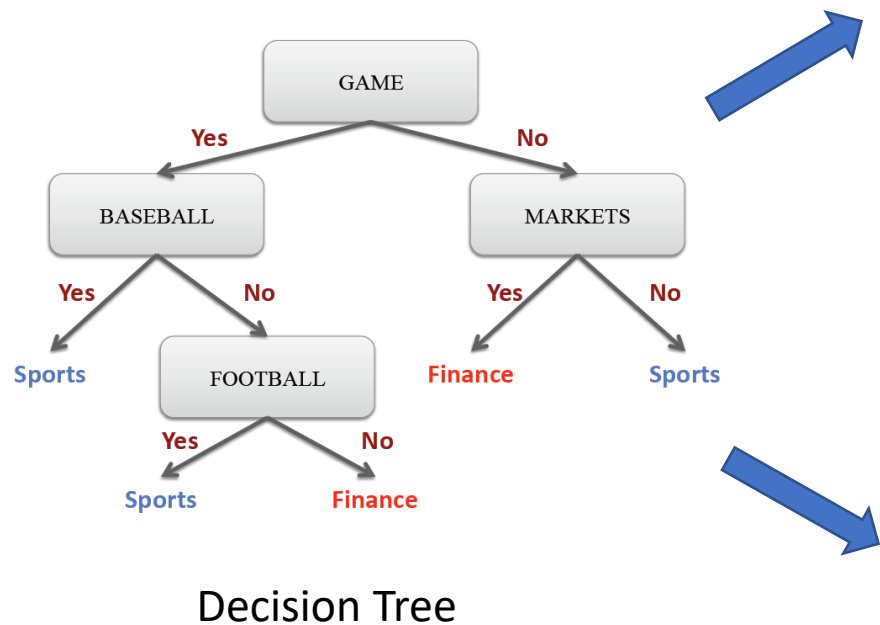 GAME
Yes
No
BASEBALL
MARKETS
Yes
No
Yes
No
Sports
FOOTBALL
Finance
Sports
Yes
No
Sports
Finance
Decision Tree